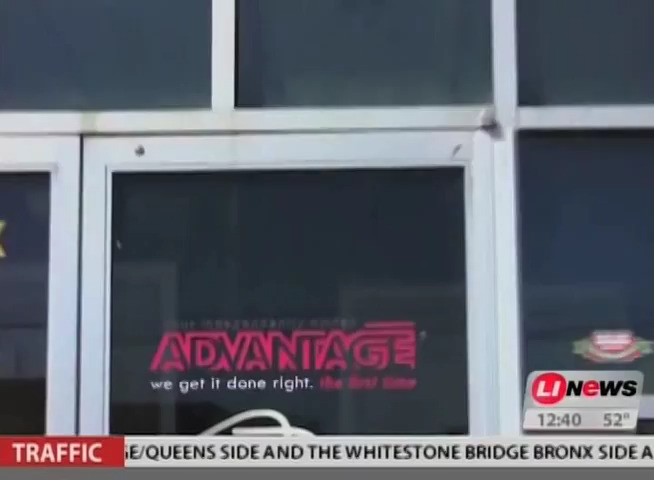 ADVANTAGE
we get it done right. the first time
LI NEWS
12:40 52°
TRAFFIC GE/QUEENS SIDE AND THE WHITESTONE BRIDGE BRONX SIDE A